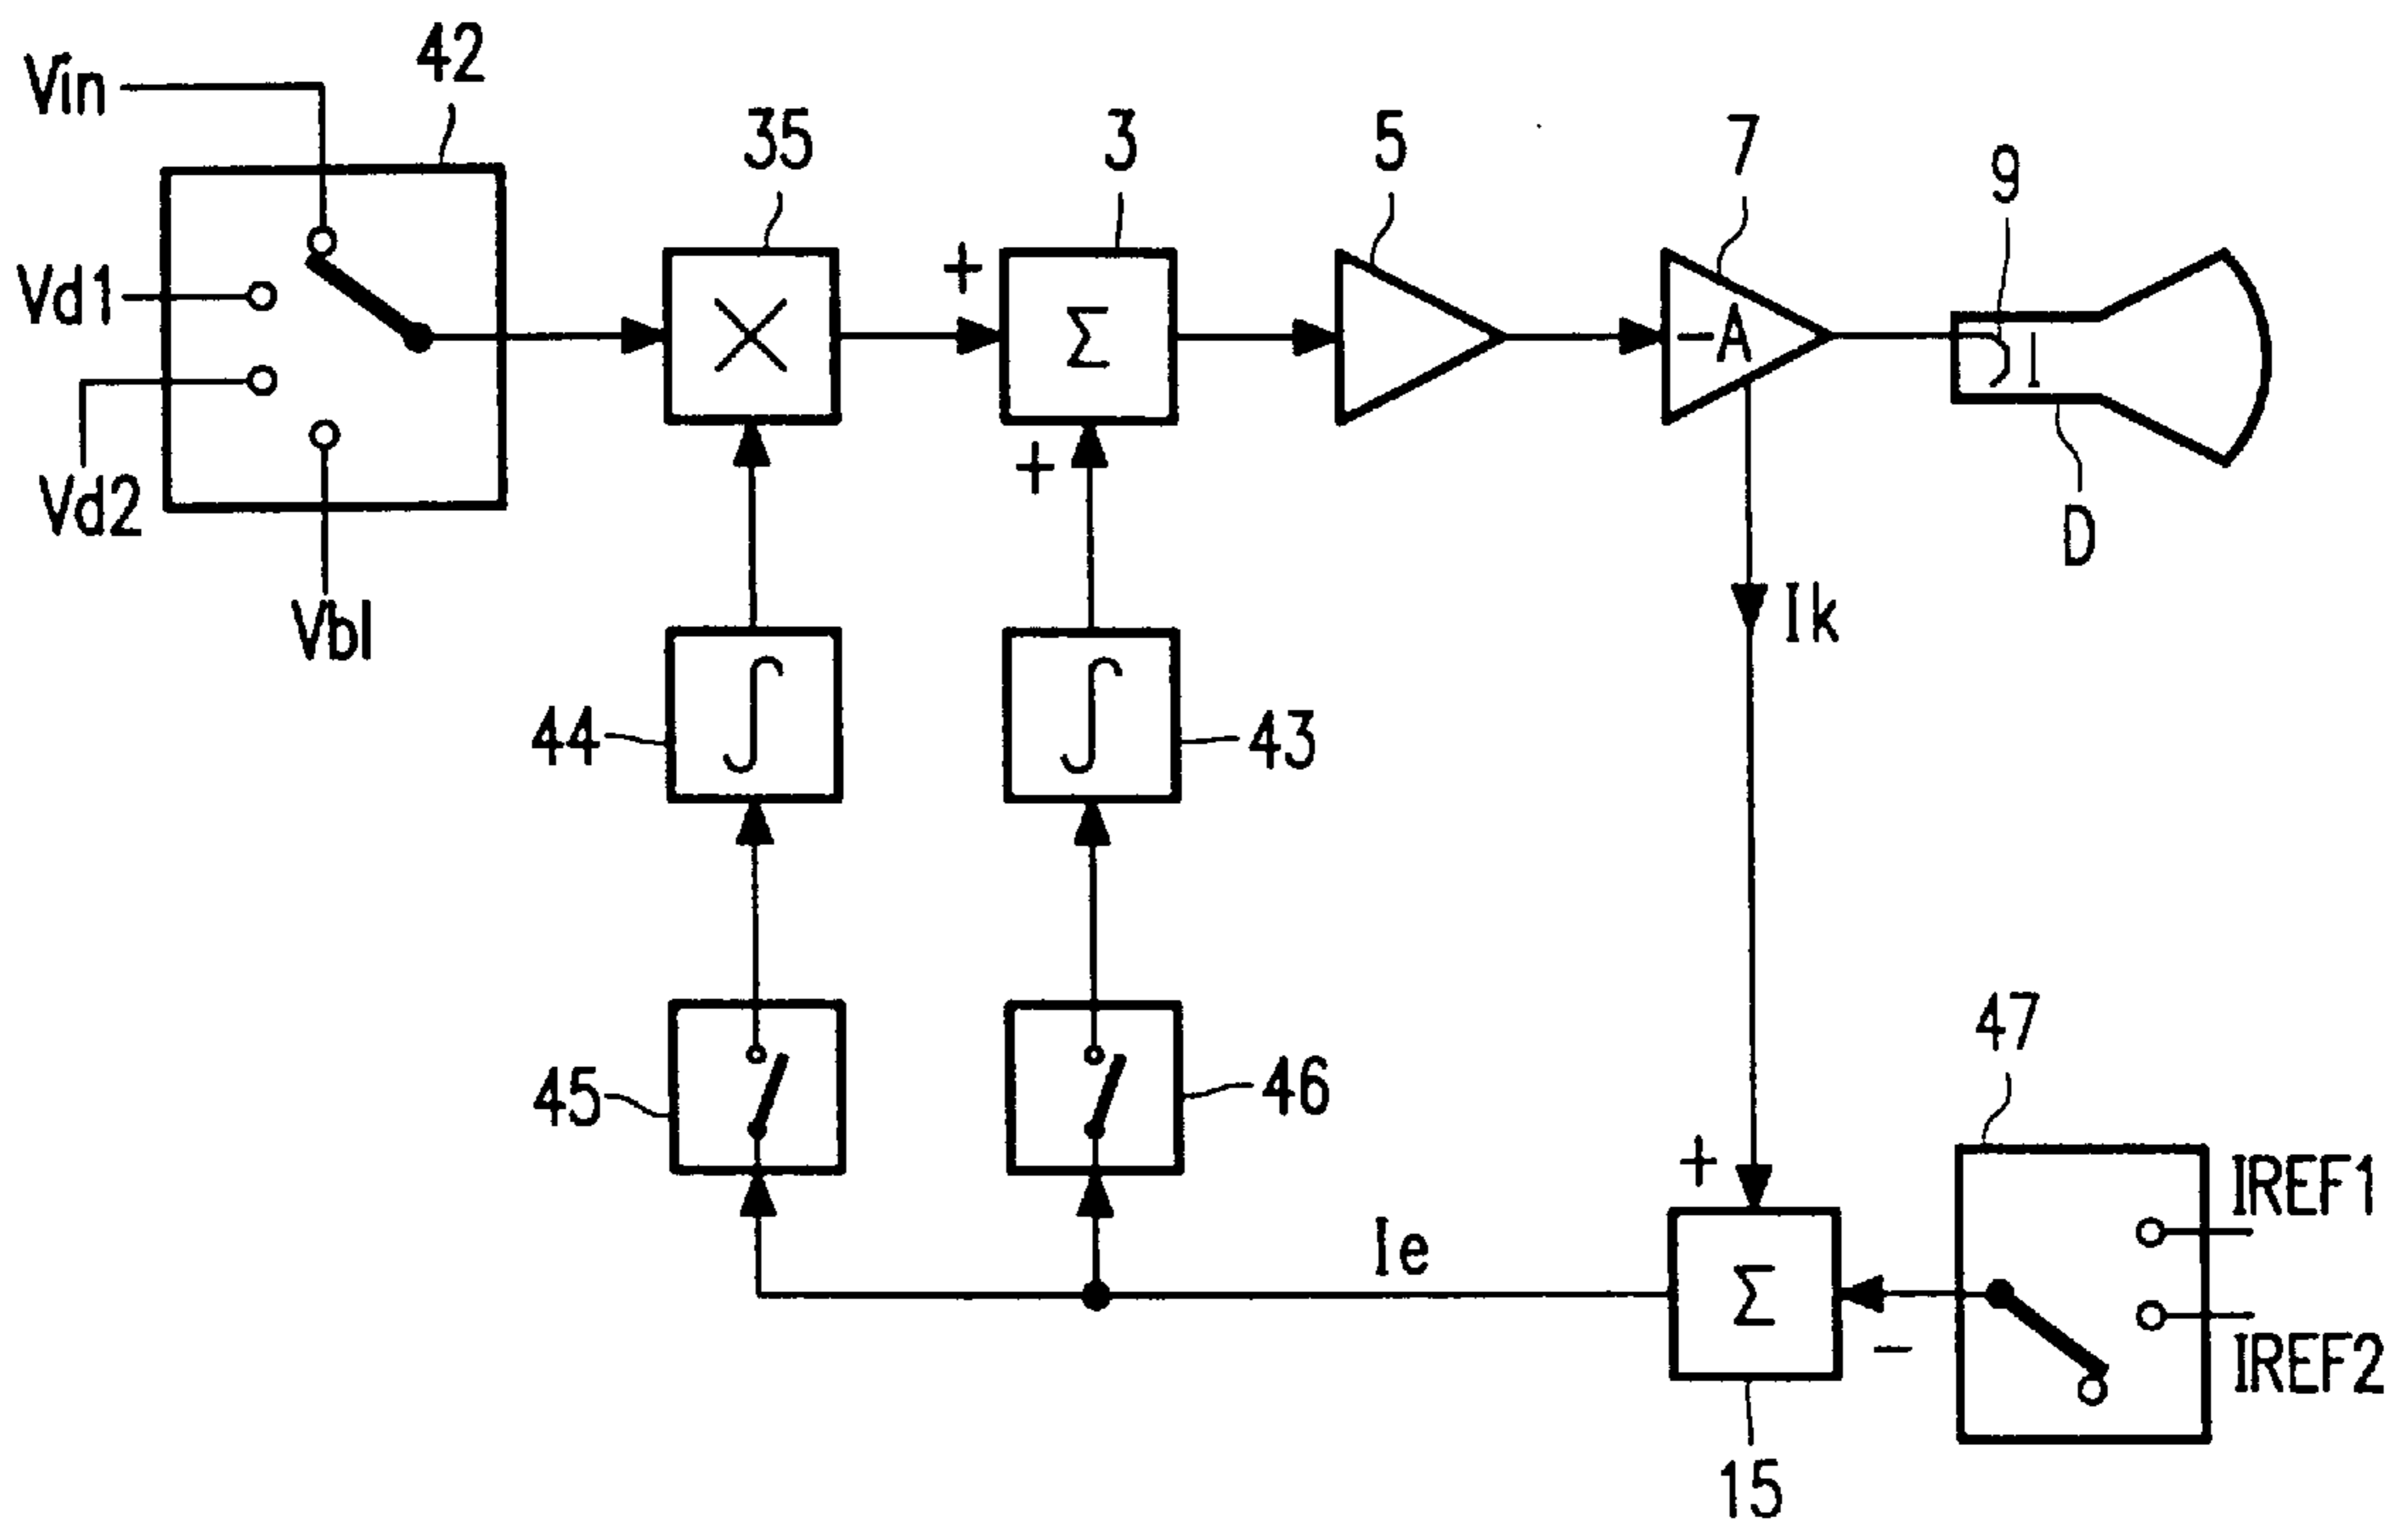 Vin
42
35
3
5
7
9
Vd1
+
Σ
-A
Vd2
+
D
Vbl
Ik
44
43
47
45
46
+
IREF1
Ie
Σ
-
IREF2
15